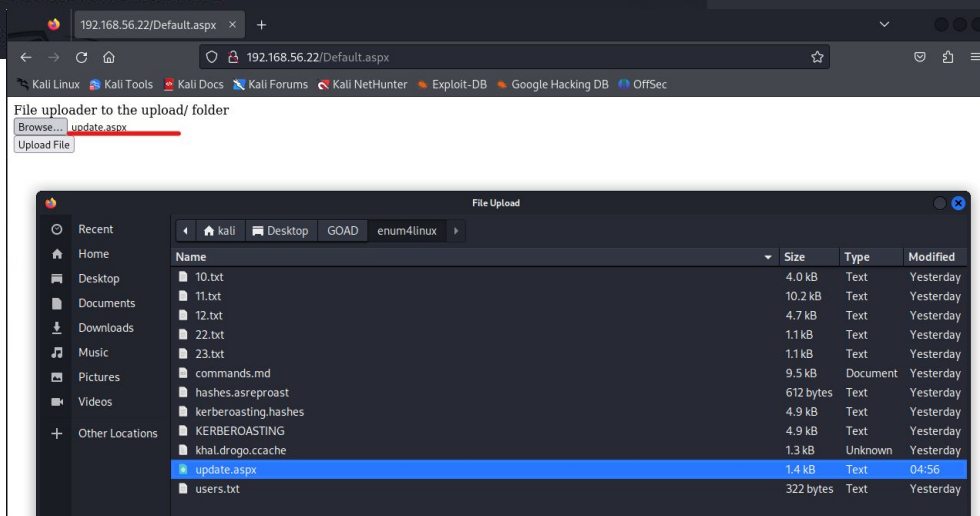 192.168.56.22/Default.aspx
192.168.56.22/Default.aspx
Kali Linux Kali Tools Kali Docs Kali Forums Kali NetHunter Exploit-DB Google Hacking DB OffSec
File uploader to the upload/ folder
Browse... update.aspx
Upload File
File Upload
Recent kali Desktop GOAD enum4linux
Home Name Size Type Modified
Desktop 10.txt 4.0 kB Text Yesterday
11.txt 10.2 kB Text Yesterday
Documents 12.txt 4.7 kB Text Yesterday
Downloads 22.txt 1.1 kB Text Yesterday
Music 23.txt 1.1 kB Text Yesterday
Pictures commands.md 9.5 kB Document Yesterday
Videos hashes.asreproast 612 bytes Text Yesterday
kerberoasting.hashes 4.9 kB Text Yesterday
Other Locations KERBEROASTING 4.9 kB Text Yesterday
khal.drogo.ccache 1.3 kB Unknown Yesterday
update.aspx 1.4 kB Text 04:56
users.txt 322 bytes Text Yesterday